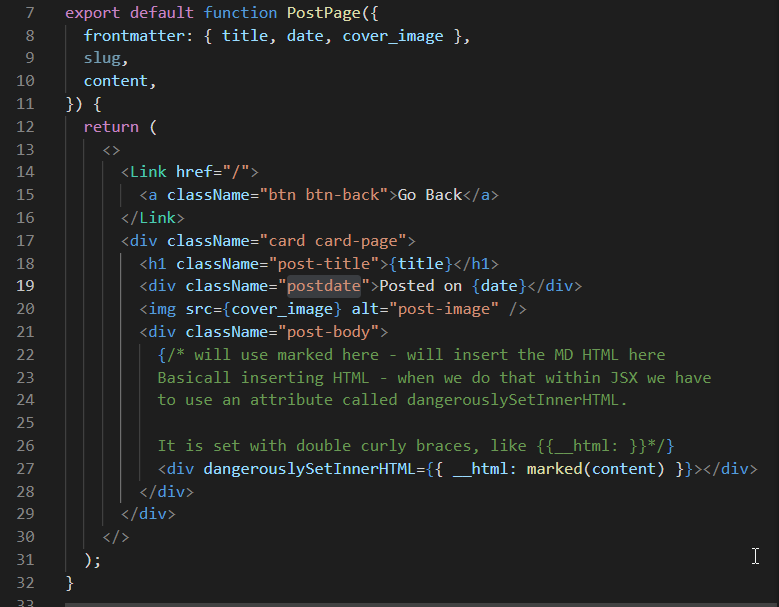 7 export default function PostPage({
8 frontmatter: { title, date, cover_image },
9 slug,
10 content,
11 }) {
12 return (
13 <>
14 <Link href="/">
15 <a className="btn btn-back">Go Back</a>
16 </Link>
17 <div className="card card-page">
18 <h1 className="post-title">{title}</h1>
19 <div className="postdate">Posted on {date}</div>
20 <img src={cover_image} alt="post-image" />
21 <div className="post-body">
22 {/* will use marked here - will insert the MD HTML here
23 Basicall inserting HTML - when we do that within JSX we have
24 to use an attribute called dangerouslySetInnerHTML.
25
26 It is set with double curly braces, like {{__html: }}*/}
27 <div dangerouslySetInnerHTML={{ __html: marked(content) }}></div>
28 </div>
29 </div>
30 </>
31 );
32 }
33